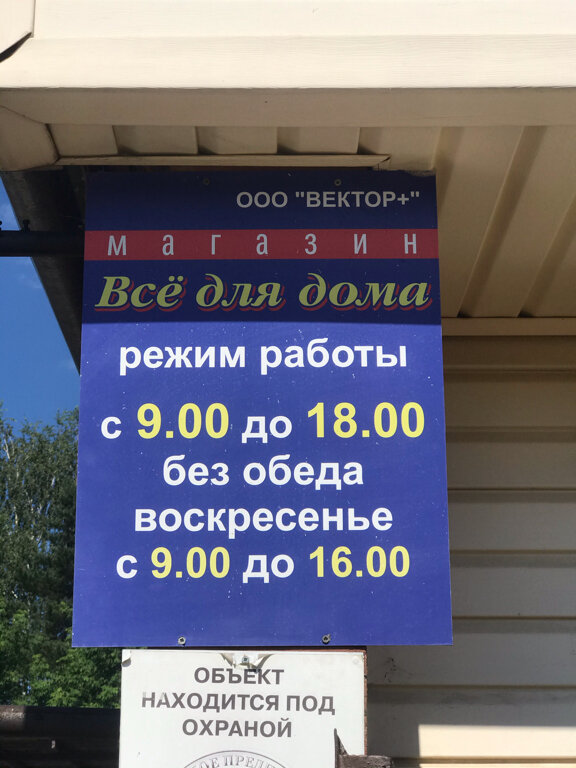 ООО "ВЕКТОР+"
магазин
Всё для дома
режим работы
с 9.00 до 18.00
без обеда
воскресенье
с 9.00 до 16.00
ОБЪЕКТ
НАХОДИТСЯ ПОД
ОХРАНОЙ